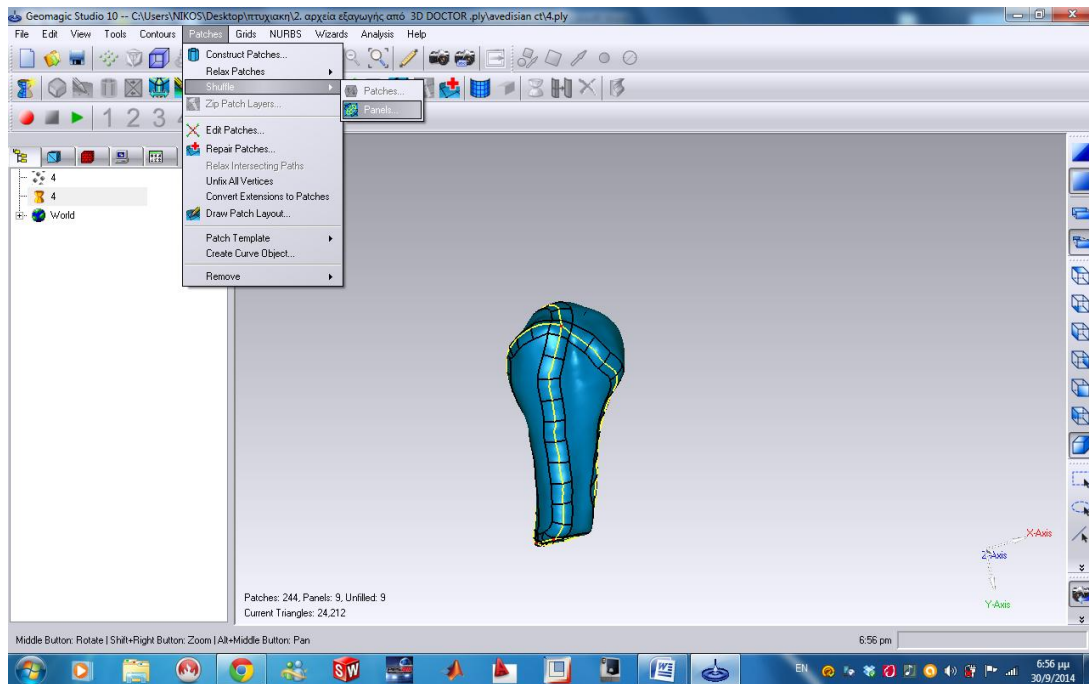 Geomagic Studio 10 -- C:\Users\NIKOS\Desktop\πτυχιακη\2. αρχεία εξαγωγής από 3D DOCTOR .ply\avedisian ct\4.ply
File Edit View Tools Contours Patches Grids NURBS Wizards Analysis Help
Construct Patches...
Relax Patches
Shuffle
Patches...
Zip Patch Layers...
Panels...
1 2 3
Edit Patches...
Repair Patches...
Relax Intersecting Paths
Unfix All Vertices
Convert Extensions to Patches
Draw Patch Layout...
Patch Template
Create Curve Object...
Remove
4
4
World
X-Axis
Z-Axis
Y-Axis
Patches: 244, Panels: 9, Unfilled: 9
Current Triangles: 24,212
Middle Button: Rotate | Shift+Right Button: Zoom | Alt+Middle Button: Pan
6:56 pm
EN
6:56 μμ
30/9/2014